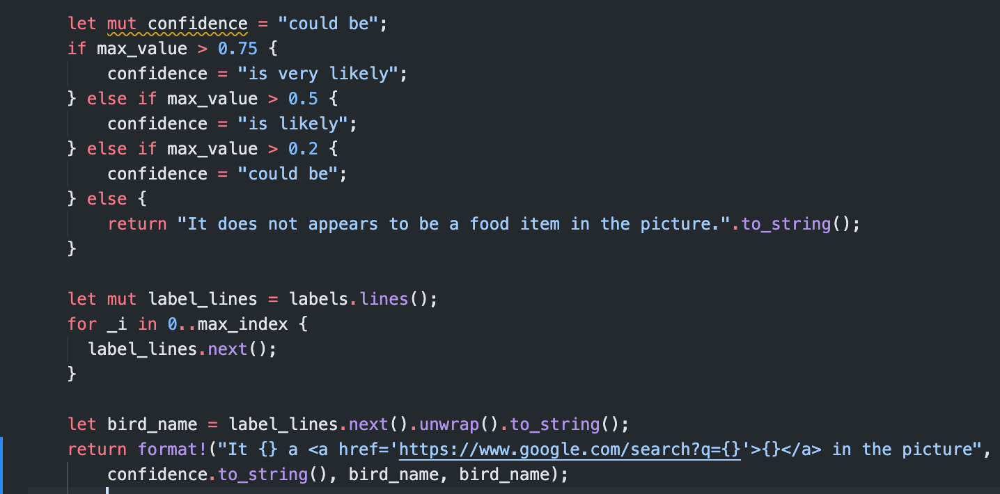 let mut confidence = "could be";
if max_value > 0.75 {
    confidence = "is very likely";
} else if max_value > 0.5 {
    confidence = "is likely";
} else if max_value > 0.2 {
    confidence = "could be";
} else {
    return "It does not appears to be a food item in the picture.".to_string();
}

let mut label_lines = labels.lines();
for _i in 0..max_index {
  label_lines.next();
}

let bird_name = label_lines.next().unwrap().to_string();
return format!("It {} a <a href='https://www.google.com/search?q={}'>{}</a> in the picture",
    confidence.to_string(), bird_name, bird_name);